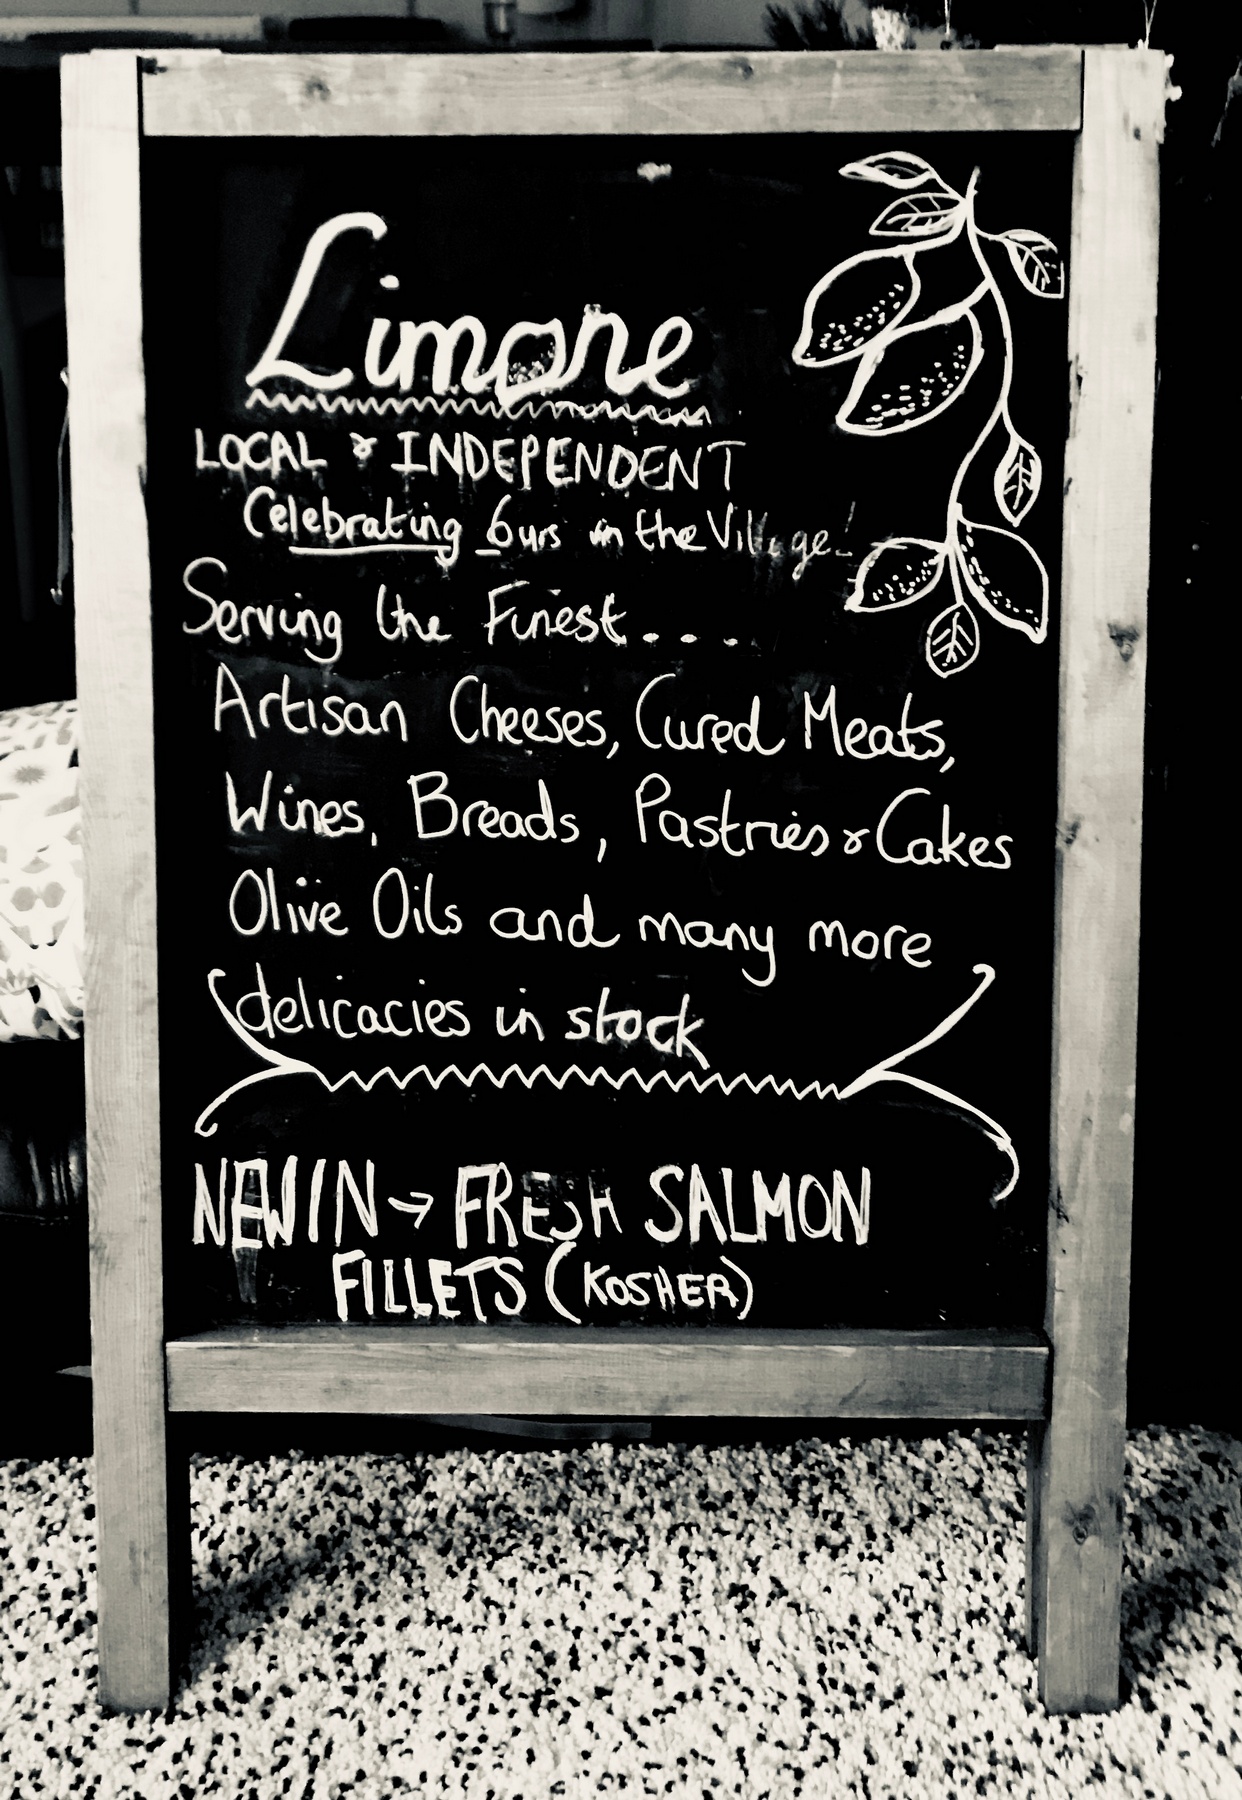 Limone
LOCAL & INDEPENDENT
Celebrating 6urs in the Village!
Serving the Finest....
Artisan Cheeses, Cured Meats,
Wines, Breads, Pastries & Cakes
Olive Oils and many more
delicacies in stock
NEW IN → FRESH SALMON
FILLETS (KOSHER)